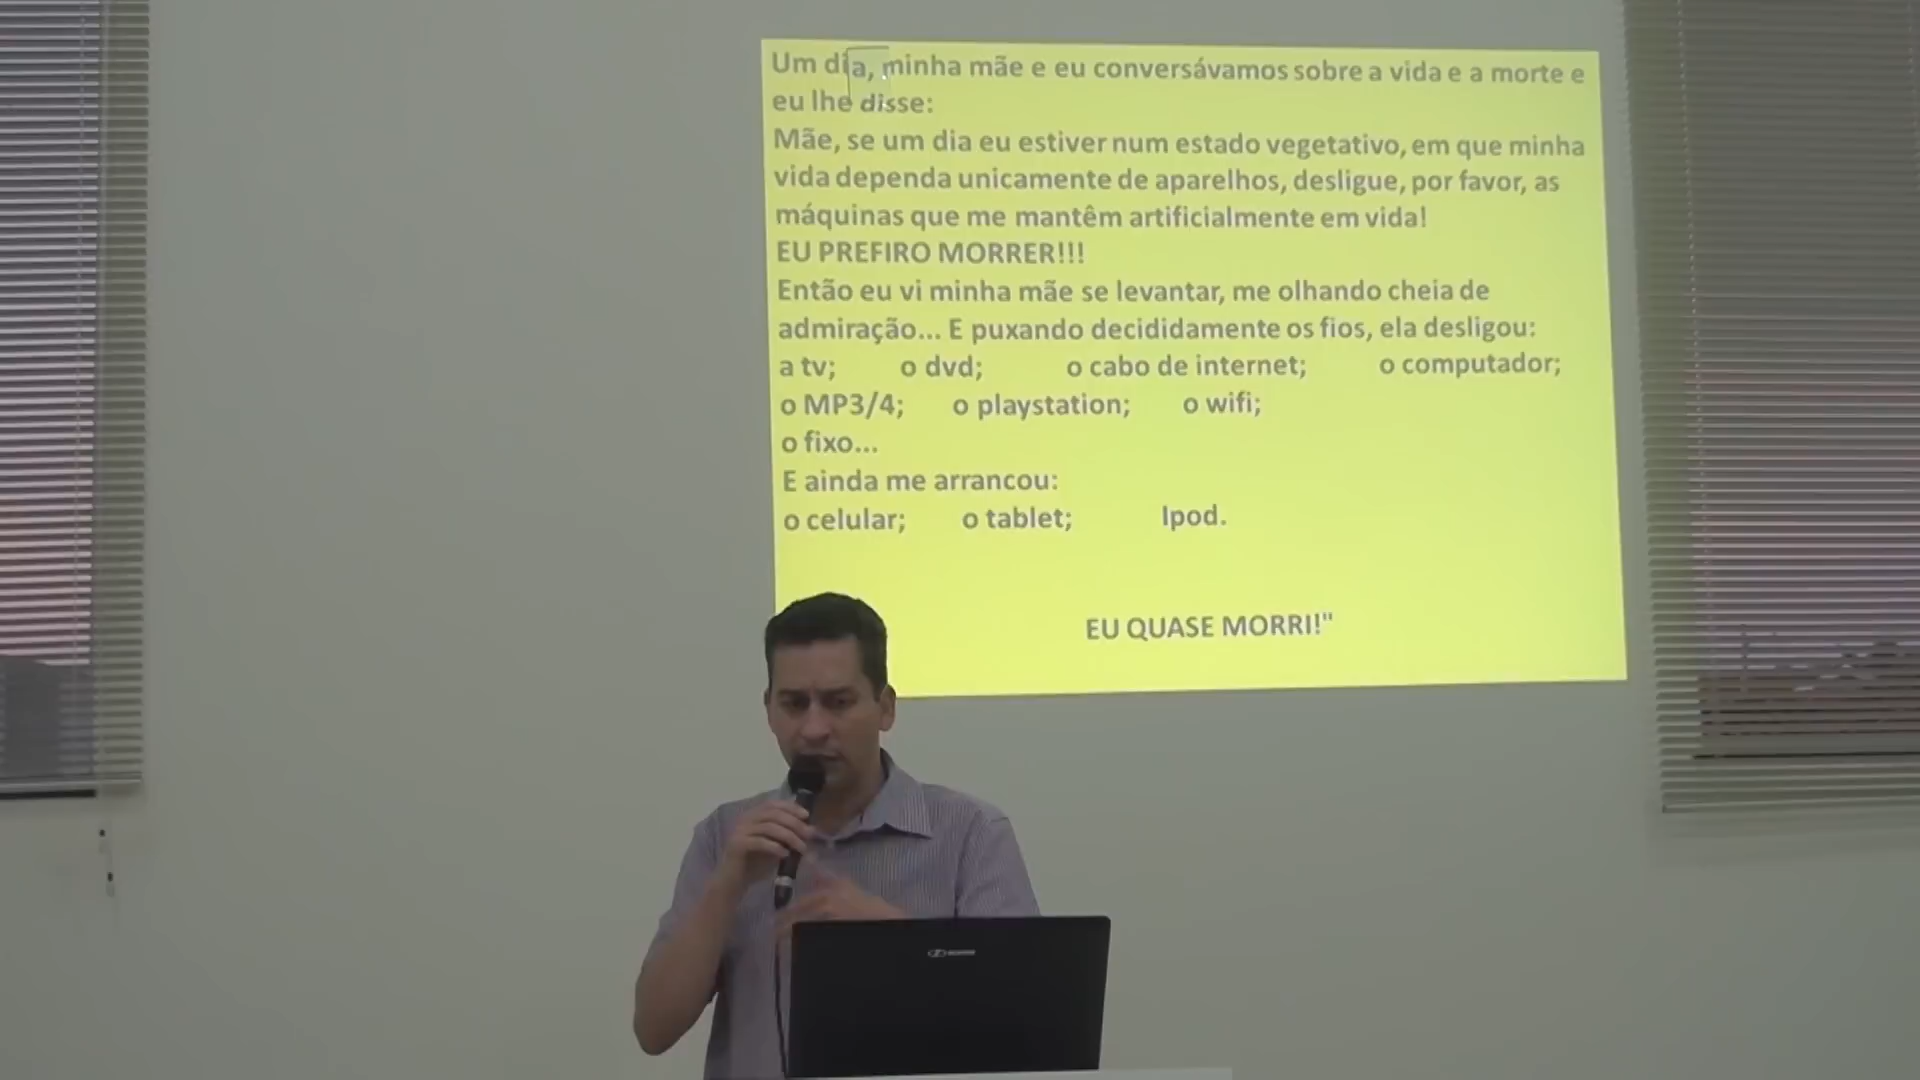 Um dia, minha mãe e eu conversávamos sobre a vida e a morte e
eu lhe disse:
Mãe, se um dia eu estiver num estado vegetativo, em que minha
vida dependa unicamente de aparelhos, desligue, por favor, as
máquinas que me mantêm artificialmente em vida!
EU PREFIRO MORRER!!!
Então eu vi minha mãe se levantar, me olhando cheia de
admiração... E puxando decididamente os fios, ela desligou:
a tv; o dvd; o cabo de internet; o computador;
o MP3/4; o playstation; o wifi;
o fixo...
E ainda me arrancou:
o celular; o tablet; Ipod.
EU QUASE MORRI!"